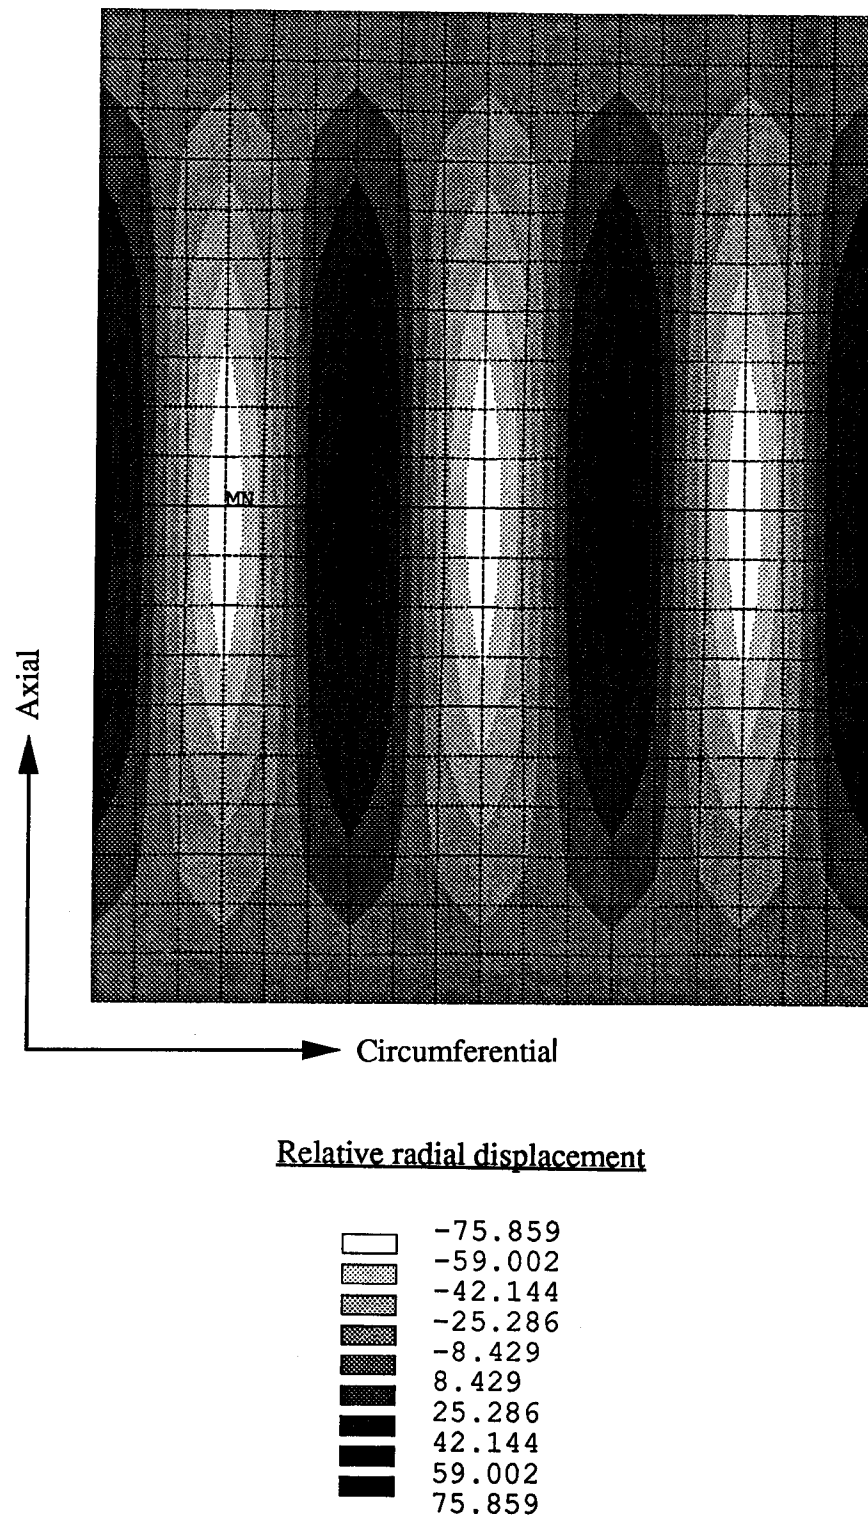 MN
Axial
Circumferential
Relative radial displacement
-75.859
-59.002
-42.144
-25.286
-8.429
8.429
25.286
42.144
59.002
75.859